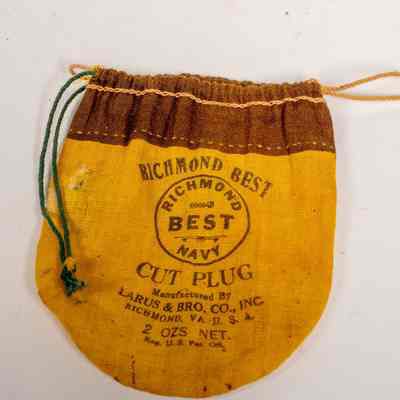 RICHMOND BEST
RICHMOND
BEST
NAVY
CUT PLUG
Manufactured By
LARUS & BRO. CO., INC.
RICHMOND, VA. U. S. A.
2 OZS NET.
Reg. U.S. Pat. Off.